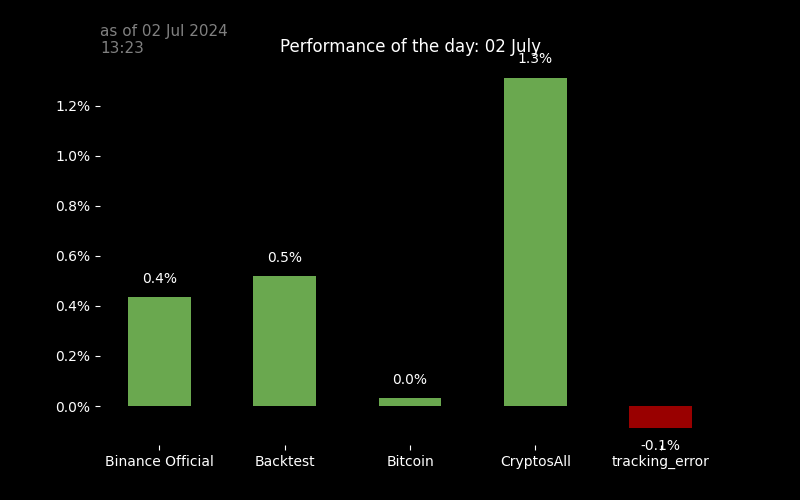 as of 02 Jul 2024
13:23
Performance of the day: 02 July
1.3%
1.2%
1.0%
0.8%
0.6%
0.5%
0.4%
0.4%
0.2%
0.0%
0.0%
-0.1%
Binance Official
Backtest
Bitcoin
CryptosAll
tracking_error